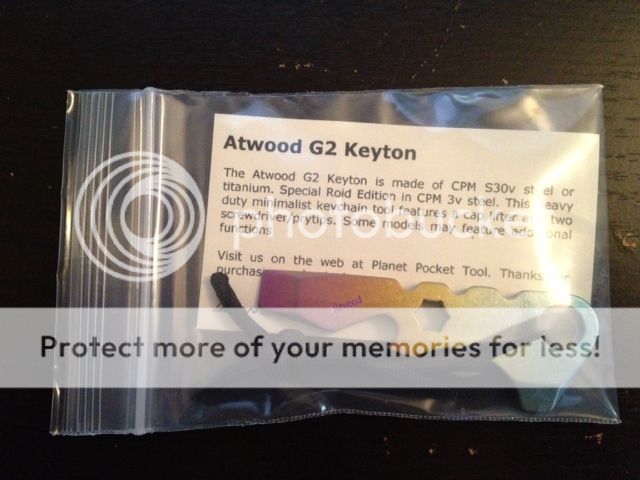 Atwood G2 Keyton
The Atwood G2 Keyton is made of CPM S30v steel or
titanium. Special Roid Edition in CPM 3v steel. This heavy
duty minimalist keychain tool features a cap lifter and two
screwdriver/prytips. Some models may feature additional
functions
Visit us on the web at Planet Pocket Tool. Thanks for
Atwood
photobucket
Protect more of your memories for less!